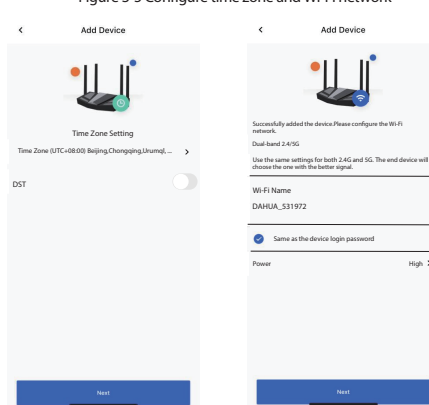 Figure 3-5 Configure time zone and Wi-Fi network
Add Device
Time Zone Setting
Time Zone (UTC+08:00) Beijing,Chongqing,UrumqI, ...
DST
Next
Add Device
Successfully added the device.Please configure the Wi-Fi
network.
Dual-band 2.4/5G
Use the same settings for both 2.4G and 5G. The end device will
choose the one with the better signal.
Wi-Fi Name
DAHUA_531972
Same as the device login password
Power High
Next